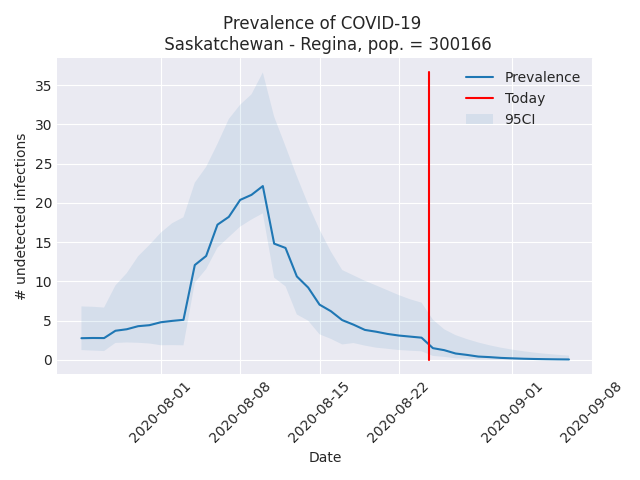 Prevalence of COVID-19
Saskatchewan - Regina, pop. = 300166
Prevalence
Today
95CI
# undetected infections
35
30
25
20
15
10
5
0
2020-08-01
2020-08-08
2020-08-15
2020-08-22
2020-09-01
2020-09-08
Date